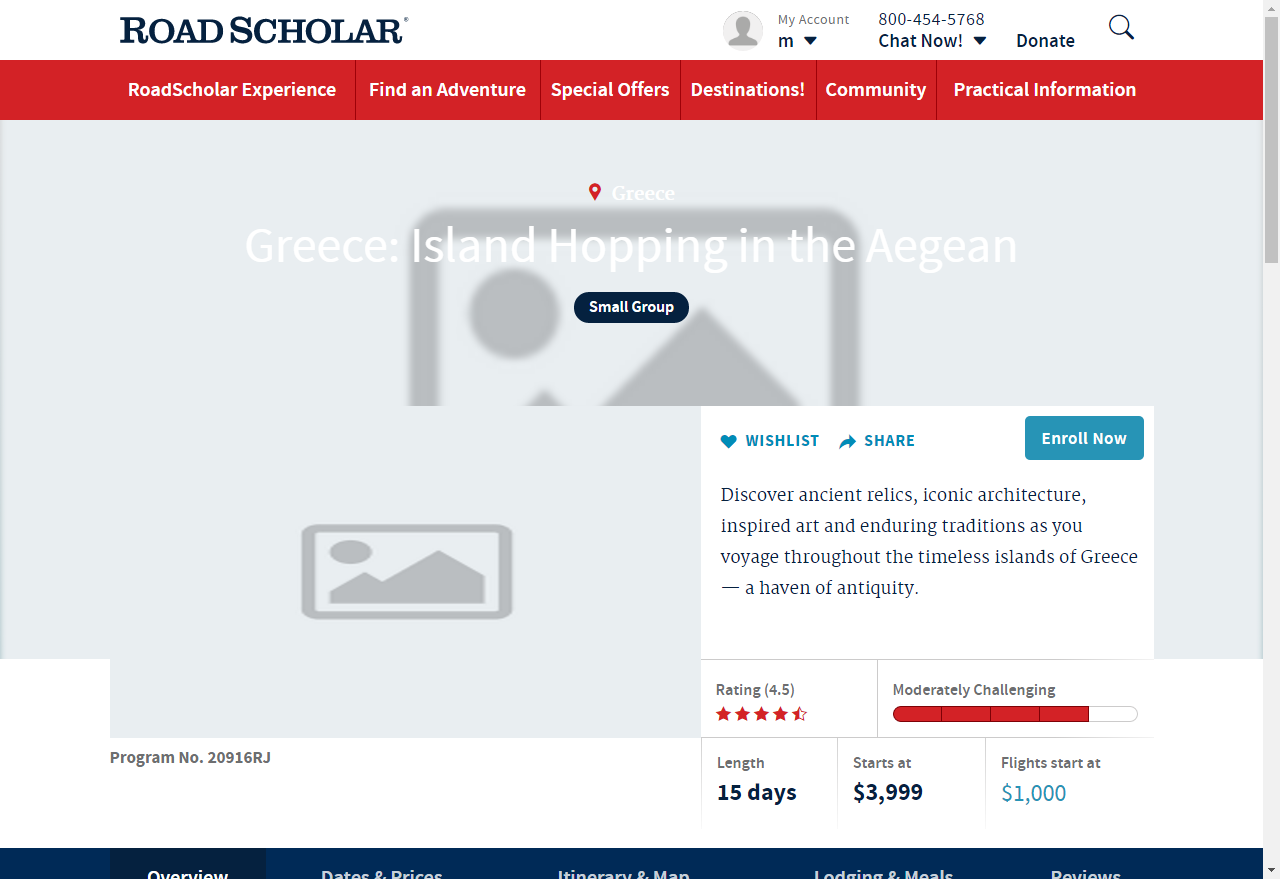 ROAD SCHOLAR®
My Account
m
800-454-5768
Chat Now!
Donate
RoadScholar Experience
Find an Adventure
Special Offers
Destinations!
Community
Practical Information
Greece
Greece: Island Hopping in the Aegean
Small Group
WISHLIST
SHARE
Enroll Now
Discover ancient relics, iconic architecture,
inspired art and enduring traditions as you
voyage throughout the timeless islands of Greece
— a haven of antiquity.
Rating (4.5)
Moderately Challenging
Program No. 20916RJ
Length
15 days
Starts at
$3,999
Flights start at
$1,000
Overview
Dates & Prices
Itinerary & Map
Lodging & Meals
Reviews